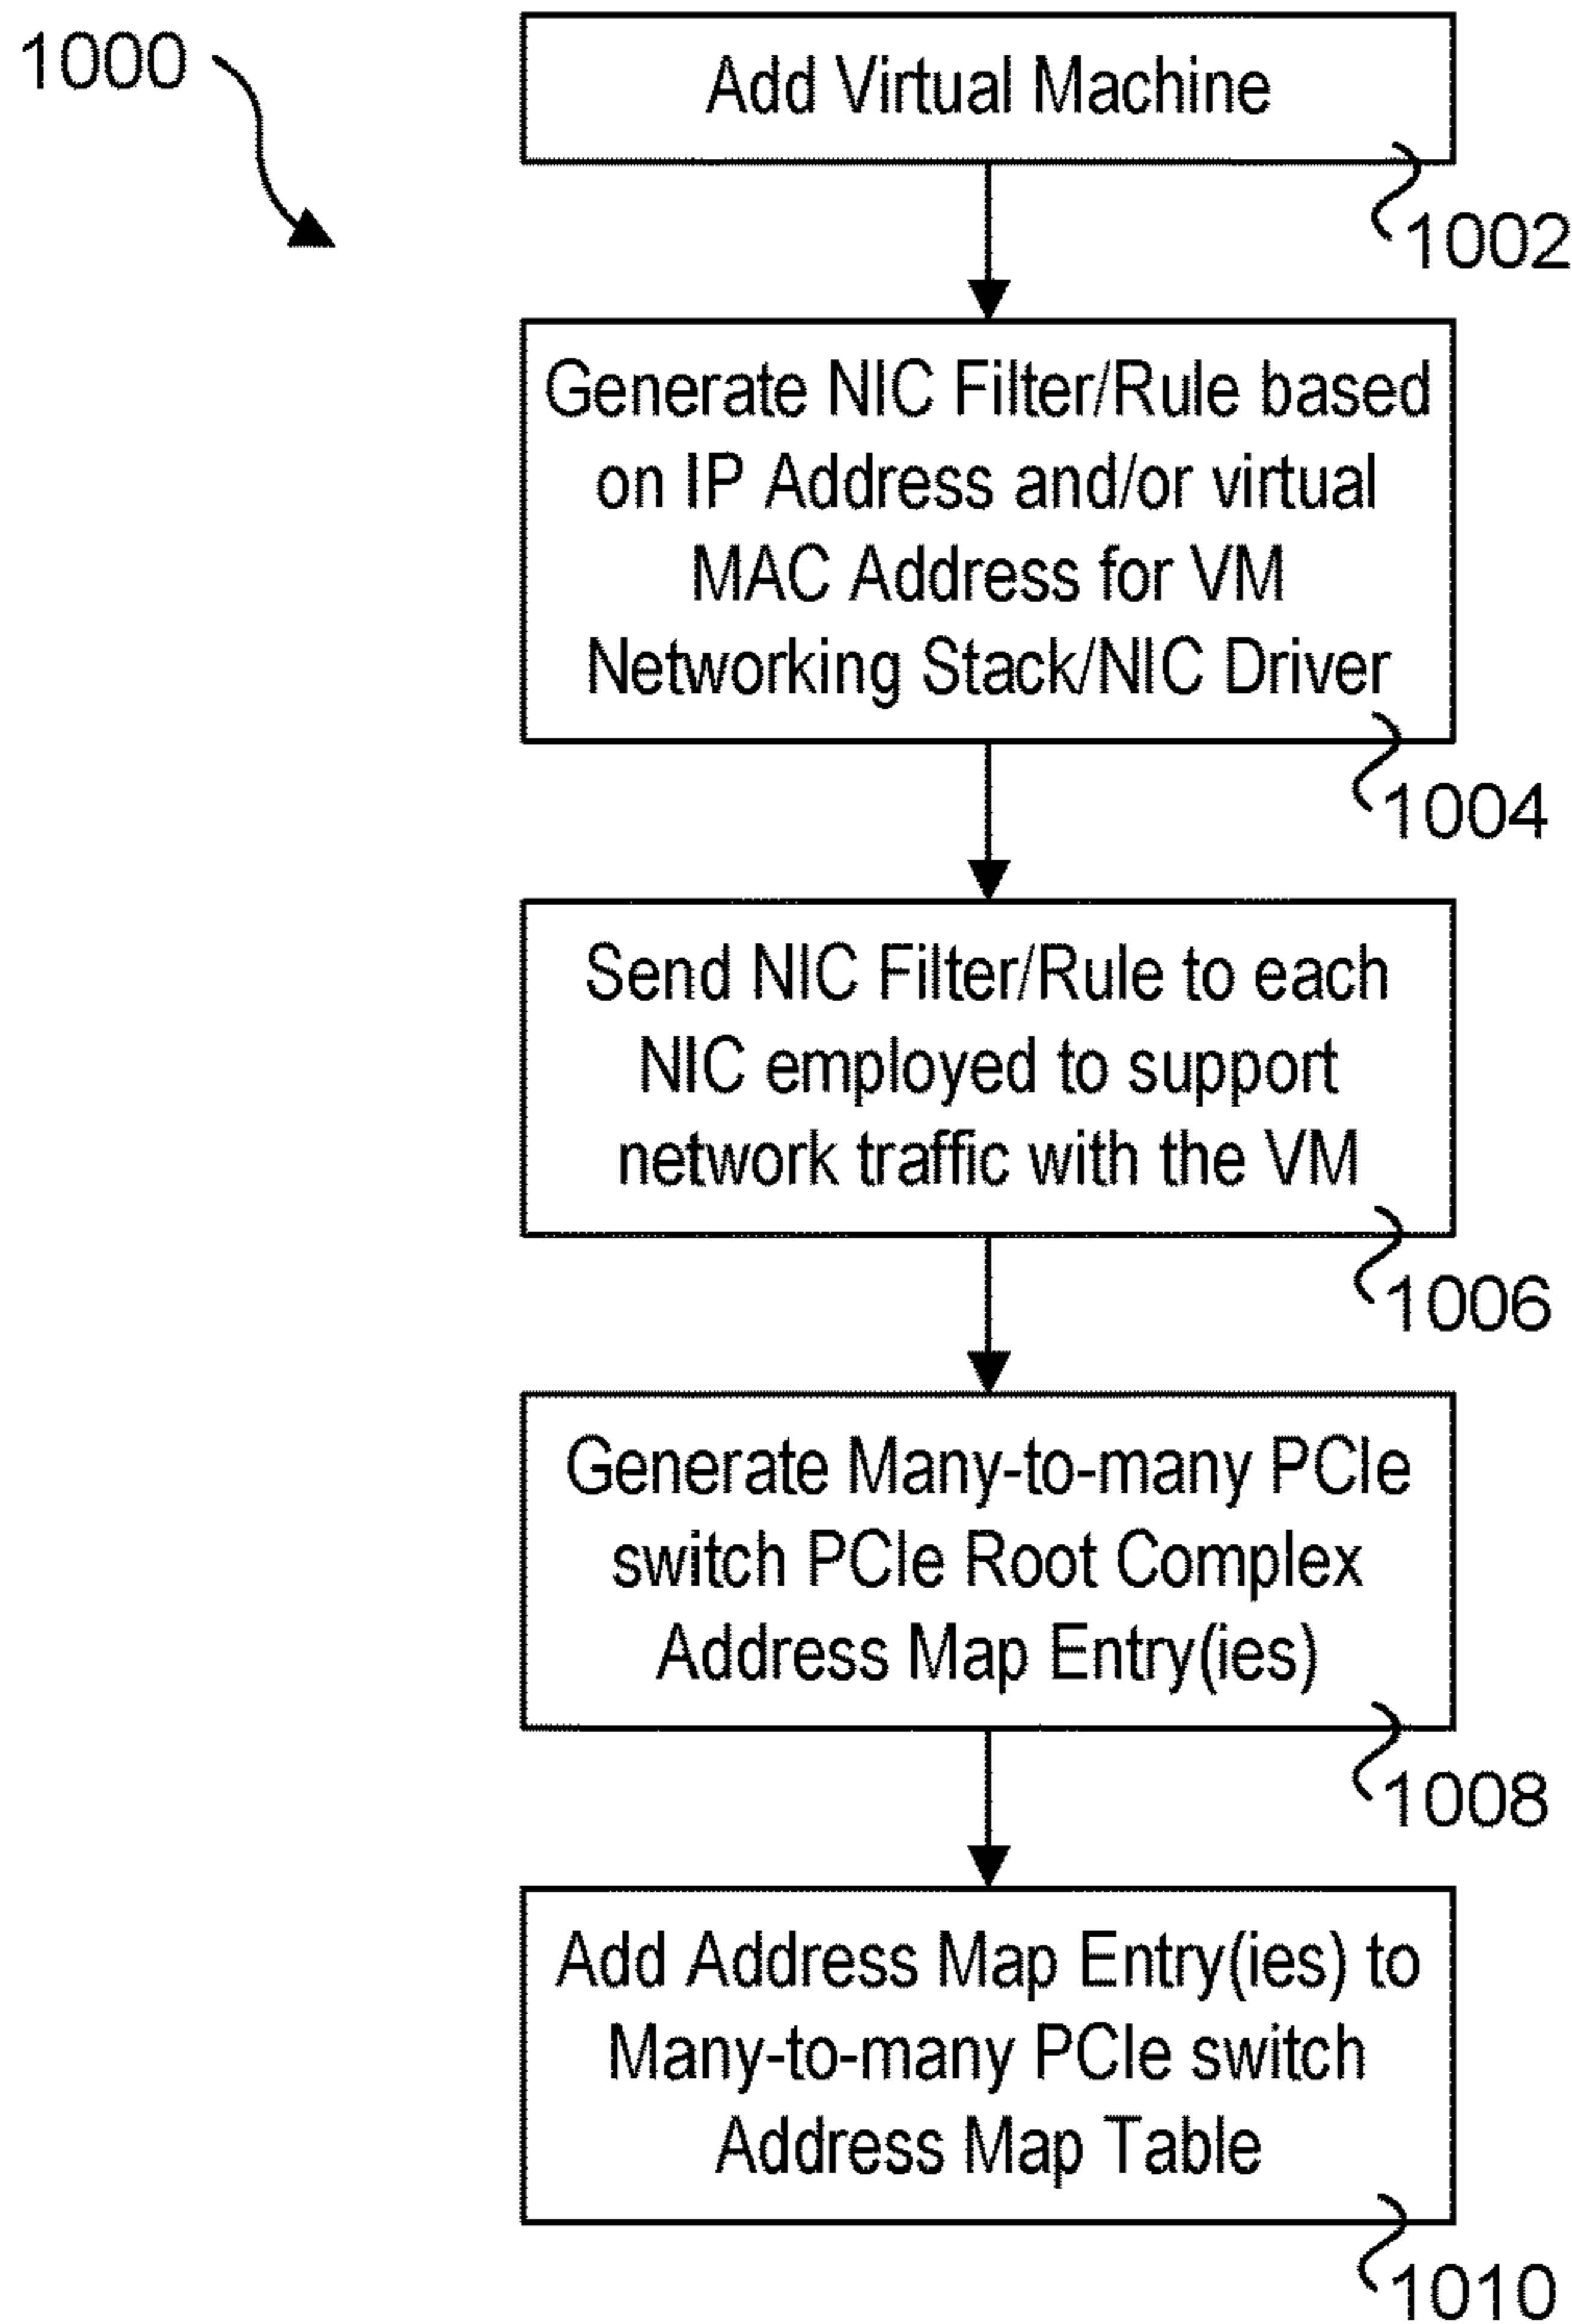 1000
Add Virtual Machine
1002
Generate NIC Filter/Rule based
on IP Address and/or virtual
MAC Address for VM
Networking Stack/NIC Driver
1004
Send NIC Filter/Rule to each
NIC employed to support
network traffic with the VM
1006
Generate Many-to-many PCIe
switch PCIe Root Complex
Address Map Entry(ies)
1008
Add Address Map Entry(ies) to
Many-to-many PCIe switch
Address Map Table
1010